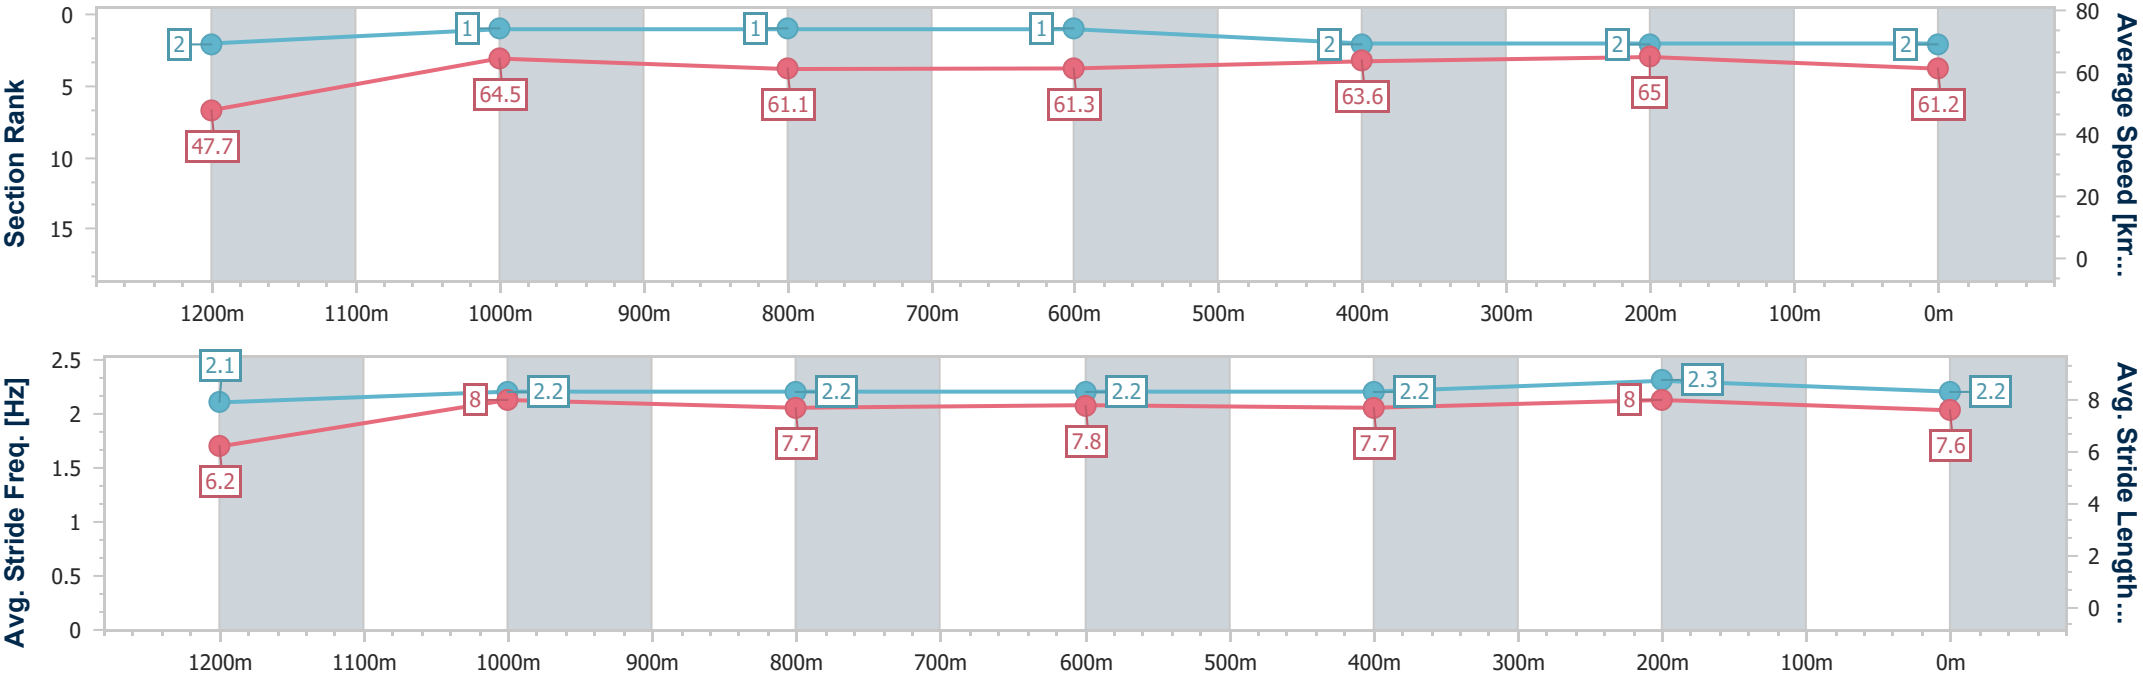 Section Rank
0
5
10
15
2
1
1
1
2
2
2
47.7
64.5
61.1
61.3
63.6
65
61.2
80
60
40
20
0
Average Speed [km...
1200m
1100m
1000m
900m
800m
700m
600m
500m
400m
300m
200m
100m
0m
Avg. Stride Freq. [Hz]
2.5
2
1.5
1
0.5
0
2.1
2.2
2.2
2.2
2.2
2.3
2.2
6.2
8
7.7
7.8
7.7
8
7.6
8
6
4
2
0
Avg. Stride Length...
1200m
1100m
1000m
900m
800m
700m
600m
500m
400m
300m
200m
100m
0m